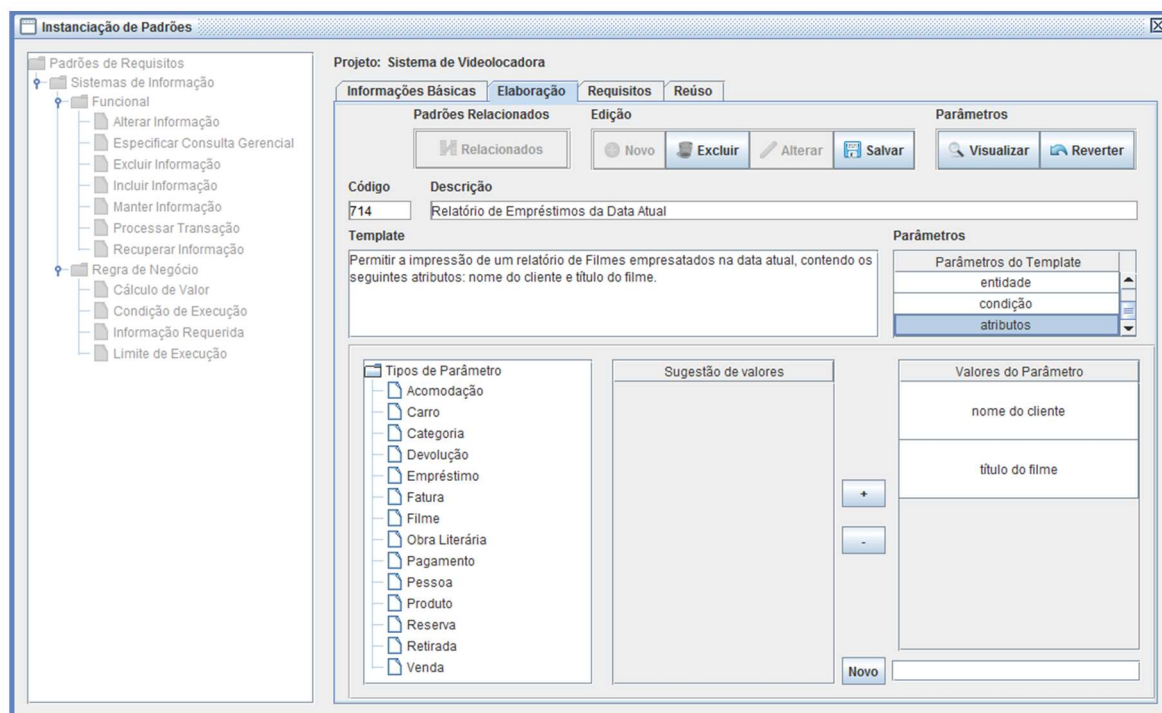 Instanciação de Padrões
Padrões de Requisitos
Sistemas de Informação
Funcional
Alterar Informação
Especificar Consulta Gerencial
Excluir Informação
Incluir Informação
Manter Informação
Processar Transação
Recuperar Informação
Regra de Negócio
Cálculo de Valor
Condição de Execução
Informação Requerida
Limite de Execução
Projeto: Sistema de Videolocadora
Informações Básicas Elaboração Requisitos Reúso
Padrões Relacionados Edição Parâmetros
Relacionados Novo Excluir Alterar Salvar Visualizar Reverter
Código Descrição
714 Relatório de Empréstimos da Data Atual
Template
Permitir a impressão de um relatório de Filmes empresatados na data atual, contendo os
seguintes atributos: nome do cliente e título do filme.
Parâmetros
Parâmetros do Template
entidade
condição
atributos
Tipos de Parâmetro
Acomodação
Carro
Categoria
Devolução
Empréstimo
Fatura
Filme
Obra Literária
Pagamento
Pessoa
Produto
Reserva
Retirada
Venda
Sugestão de valores
+
-
Valores do Parâmetro
nome do cliente
título do filme
Novo